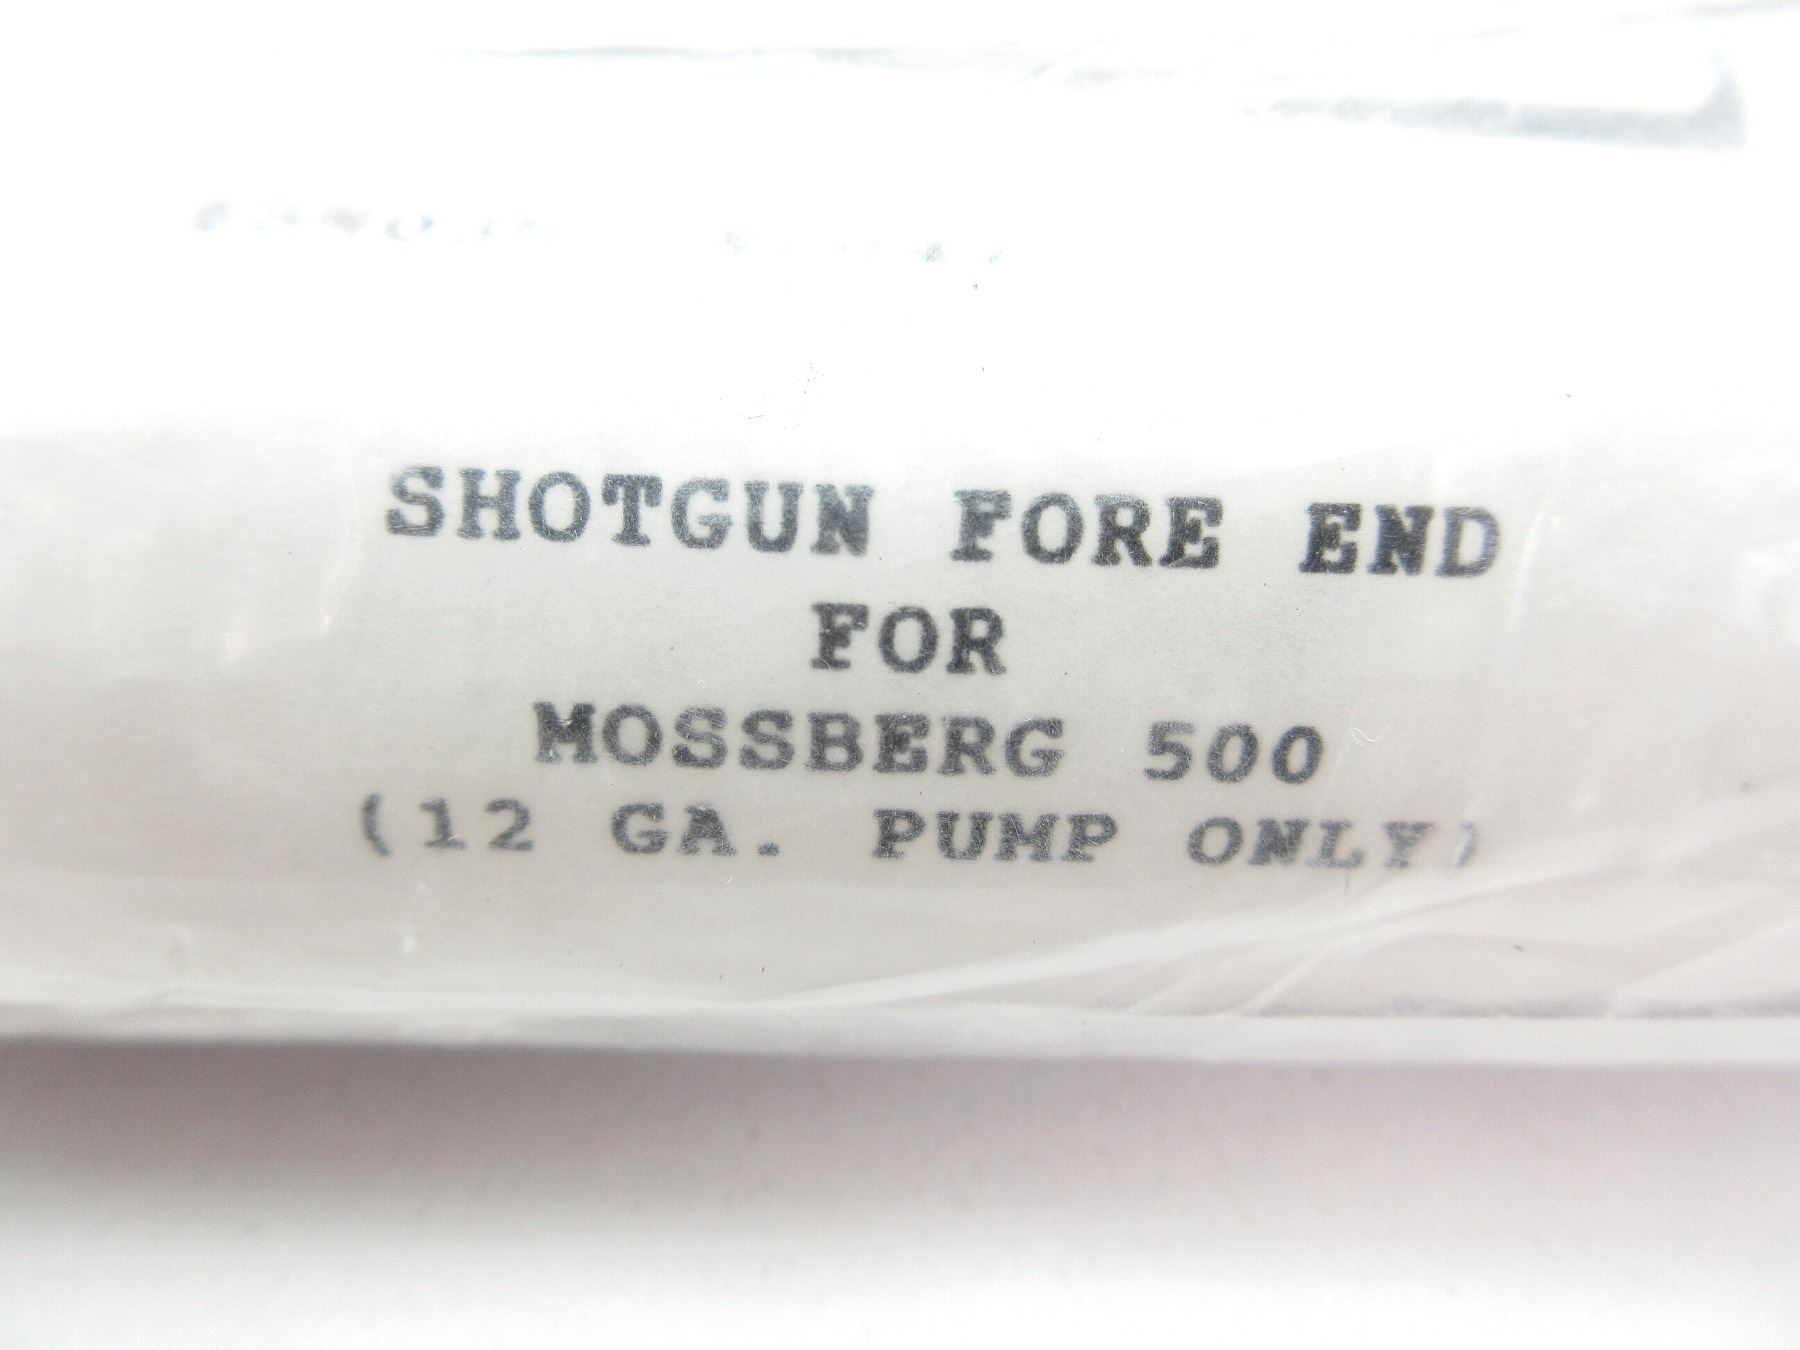 SHOTGUN FORE END
FOR
MOSSBERG 500
(12 GA. PUMP ONLY)